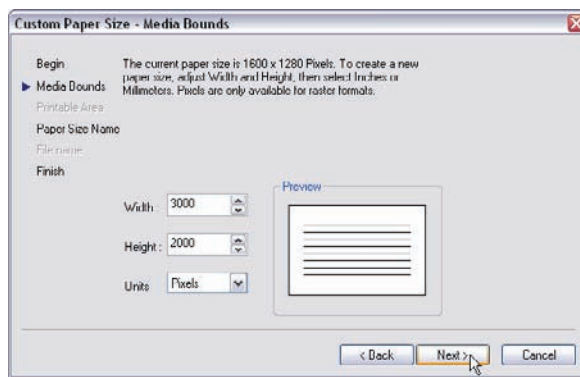 Custom Paper Size - Media Bounds
Begin
Media Bounds
Printable Area
Paper Size Name
File name
Finish
The current paper size is 1600 x 1280 Pixels. To create a new
paper size, adjust Width and Height, then select Inches or
Millimeters. Pixels are only available for raster formats.
Width :
3000
Height :
2000
Units
Pixels
Preview
< Back
Next >
Cancel